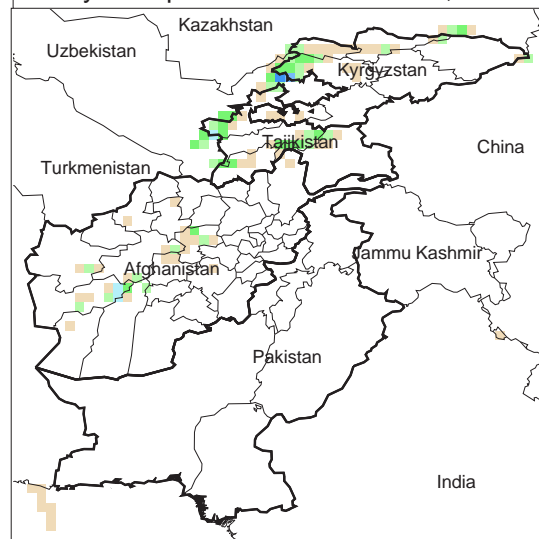 Kazakhstan
Uzbekistan
Kyrgyzstan
Tajikistan
China
Turkmenistan
Jammu Kashmir
Afghanistan
Pakistan
India